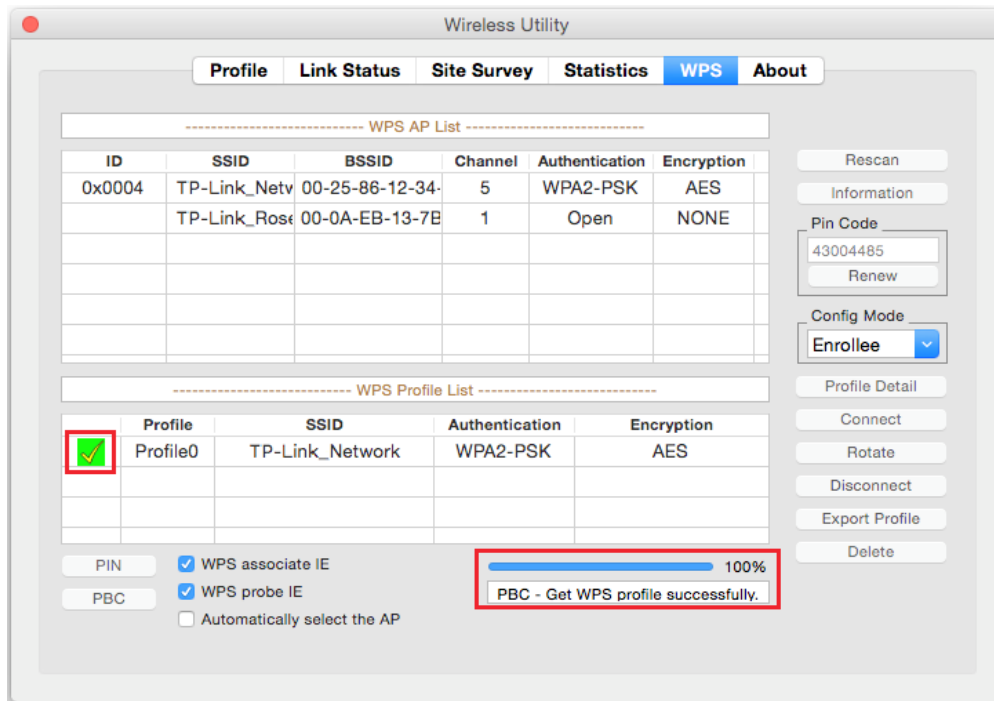 Wireless Utility
Profile Link Status Site Survey Statistics WPS About
---------------------------- WPS AP List ----------------------------
ID SSID BSSID Channel Authentication Encryption
0x0004 TP-Link_Netw 00-25-86-12-34- 5 WPA2-PSK AES
TP-Link_Rose 00-0A-EB-13-7B 1 Open NONE
Rescan
Information
Pin Code
43004485
Renew
Config Mode
Enrollee
---------------------------- WPS Profile List ----------------------------
Profile SSID Authentication Encryption
Profile0 TP-Link_Network WPA2-PSK AES
Profile Detail
Connect
Rotate
Disconnect
Export Profile
Delete
PIN
PBC
WPS associate IE
WPS probe IE
Automatically select the AP
100%
PBC - Get WPS profile successfully.